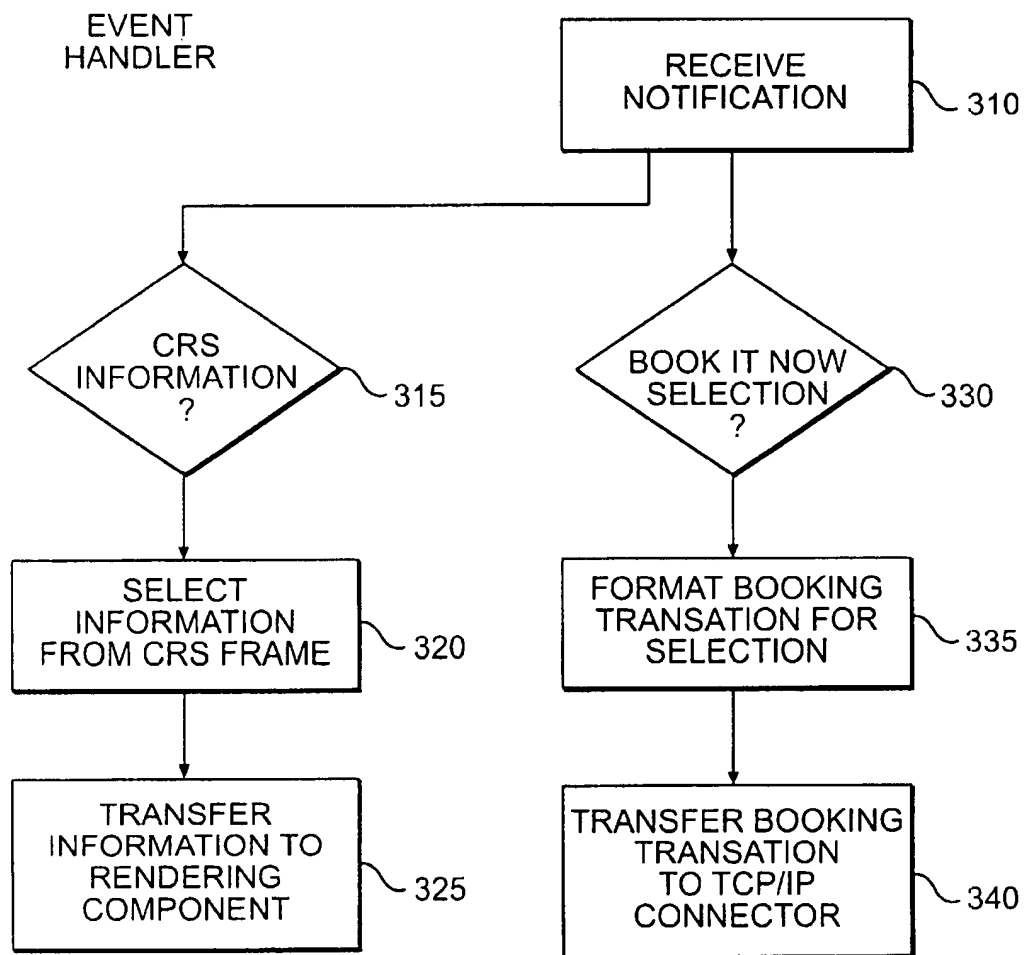 EVENT
HANDLER
RECEIVE
NOTIFICATION
310
CRS
INFORMATION
?
315
BOOK IT NOW
SELECTION
?
330
SELECT
INFORMATION
FROM CRS FRAME
320
FORMAT BOOKING
TRANSATION FOR
SELECTION
335
TRANSFER
INFORMATION TO
RENDERING
COMPONENT
325
TRANSFER BOOKING
TRANSATION
TO TCP/IP
CONNECTOR
340